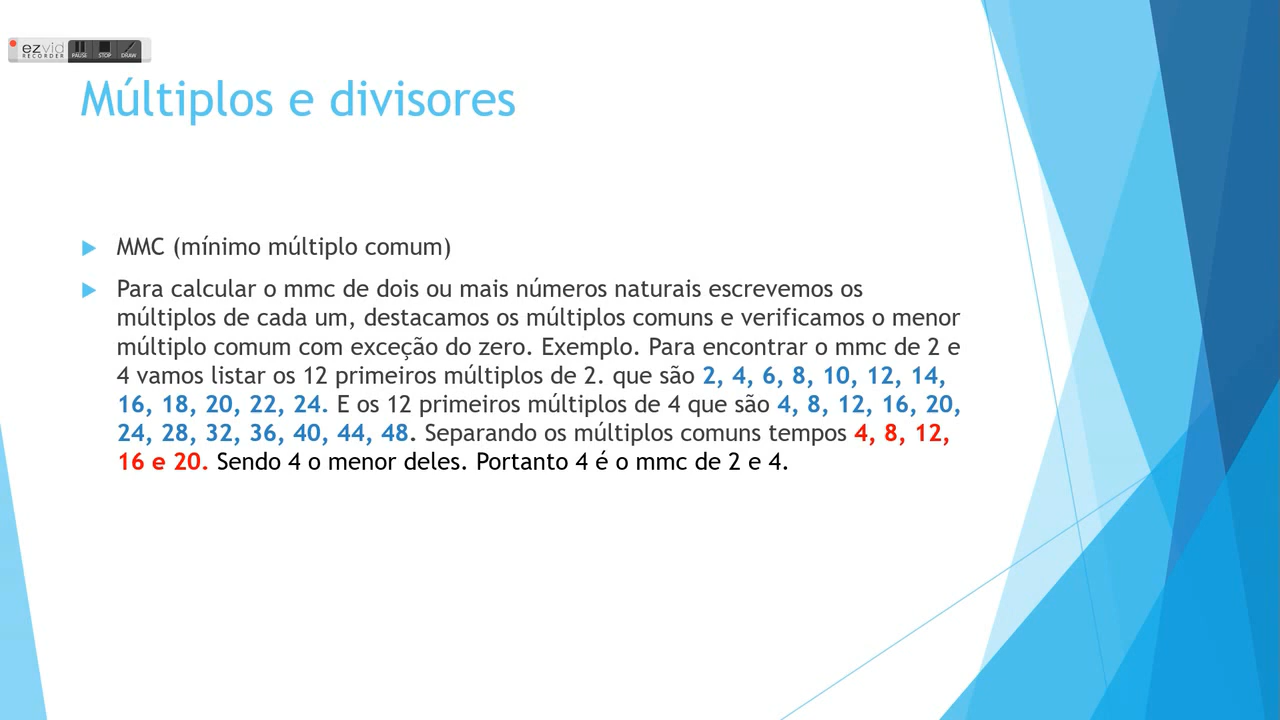 ezvid
RECORDER
PAUSE STOP DRAW
Múltiplos e divisores
MMC (mínimo múltiplo comum)
Para calcular o mmc de dois ou mais números naturais escrevemos os
múltiplos de cada um, destacamos os múltiplos comuns e verificamos o menor
múltiplo comum com exceção do zero. Exemplo. Para encontrar o mmc de 2 e
4 vamos listar os 12 primeiros múltiplos de 2. que são 2, 4, 6, 8, 10, 12, 14,
16, 18, 20, 22, 24. E os 12 primeiros múltiplos de 4 que são 4, 8, 12, 16, 20,
24, 28, 32, 36, 40, 44, 48. Separando os múltiplos comuns tempos 4, 8, 12,
16 e 20. Sendo 4 o menor deles. Portanto 4 é o mmc de 2 e 4.